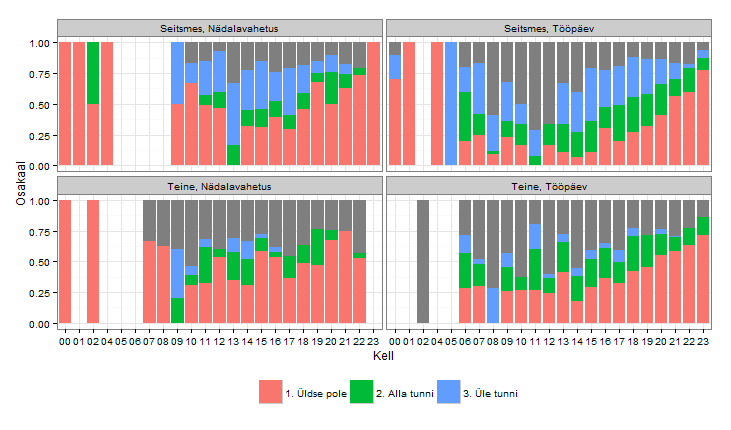 Seitsmes, Nädalavahetus
Seitsmes, Tööpäev
1.00
0.75
0.50
0.25
0.00
Osakaal
Teine, Nädalavahetus
Teine, Tööpäev
1.00
0.75
0.50
0.25
0.00
00 01 02 03 04 05 06 07 08 09 10 11 12 13 14 15 16 17 18 19 20 21 22 23
00 01 02 03 04 05 06 07 08 09 10 11 12 13 14 15 16 17 18 19 20 21 22 23
Kell
1. Üldse pole
2. Alla tunni
3. Üle tunni